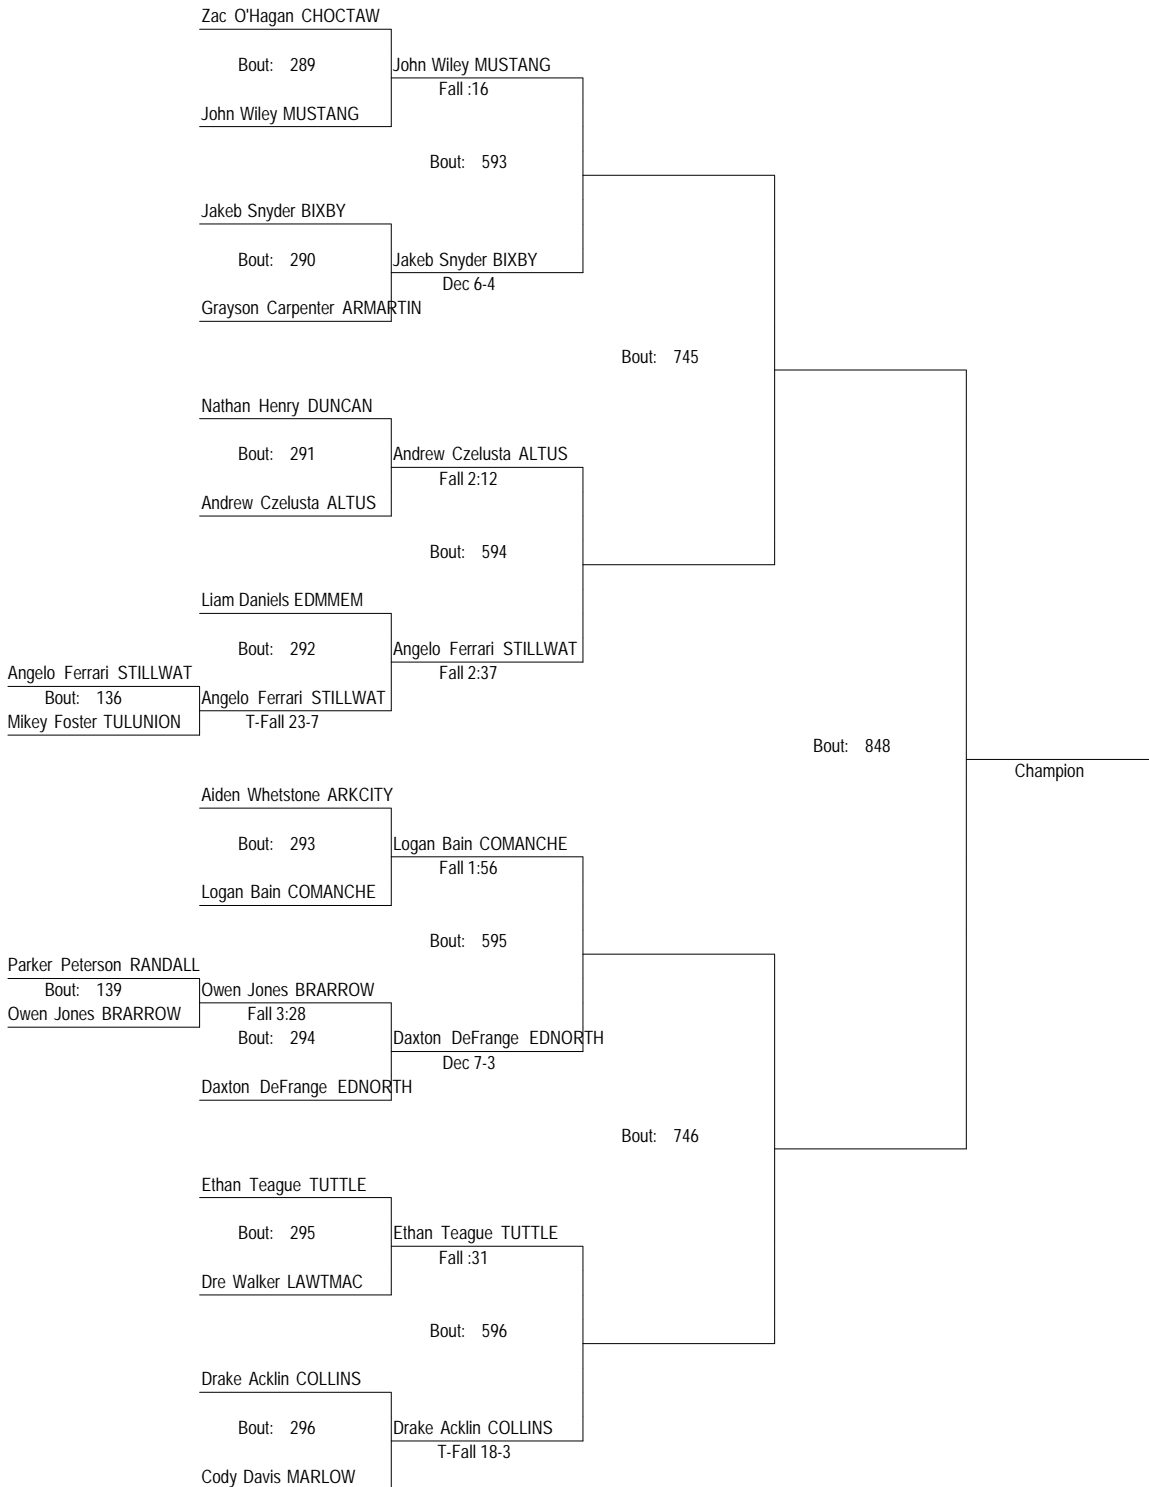 Zac O'Hagan CHOCTAW
Bout: 289
John Wiley MUSTANG
Fall :16
John Wiley MUSTANG
Bout: 593
Jakeb Snyder BIXBY
Bout: 290
Jakeb Snyder BIXBY
Dec 6-4
Grayson Carpenter ARMARTIN
Bout: 745
Nathan Henry DUNCAN
Bout: 291
Andrew Czelusta ALTUS
Fall 2:12
Andrew Czelusta ALTUS
Bout: 594
Liam Daniels EDMMEM
Bout: 292
Angelo Ferrari STILLWAT
Fall 2:37
Angelo Ferrari STILLWAT
Bout: 136
Mikey Foster TULUNION
Angelo Ferrari STILLWAT
T-Fall 23-7
Bout: 848
Champion
Aiden Whetstone ARKCITY
Bout: 293
Logan Bain COMANCHE
Fall 1:56
Logan Bain COMANCHE
Bout: 595
Parker Peterson RANDALL
Bout: 139
Owen Jones BRARROW
Owen Jones BRARROW
Fall 3:28
Bout: 294
Daxton DeFrange EDNORTH
Dec 7-3
Daxton DeFrange EDNORTH
Bout: 746
Ethan Teague TUTTLE
Bout: 295
Ethan Teague TUTTLE
Fall :31
Dre Walker LAWTMAC
Bout: 596
Drake Acklin COLLINS
Bout: 296
Drake Acklin COLLINS
T-Fall 18-3
Cody Davis MARLOW